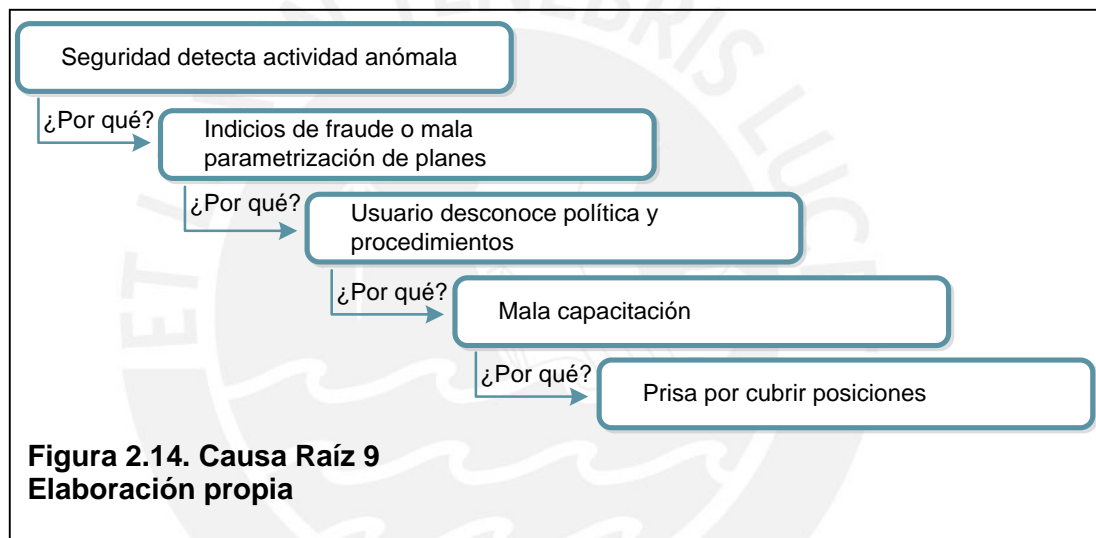 Seguridad detecta actividad anómala
¿Por qué?
Indicios de fraude o mala
parametrización de planes
¿Por qué?
Usuario desconoce política y
procedimientos
¿Por qué?
Mala capacitación
¿Por qué?
Prisa por cubrir posiciones
Figura 2.14. Causa Raíz 9
Elaboración propia